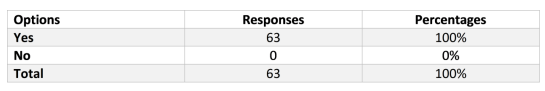 Options Responses Percentages
Yes 63 100%
No 0 0%
Total 63 100%